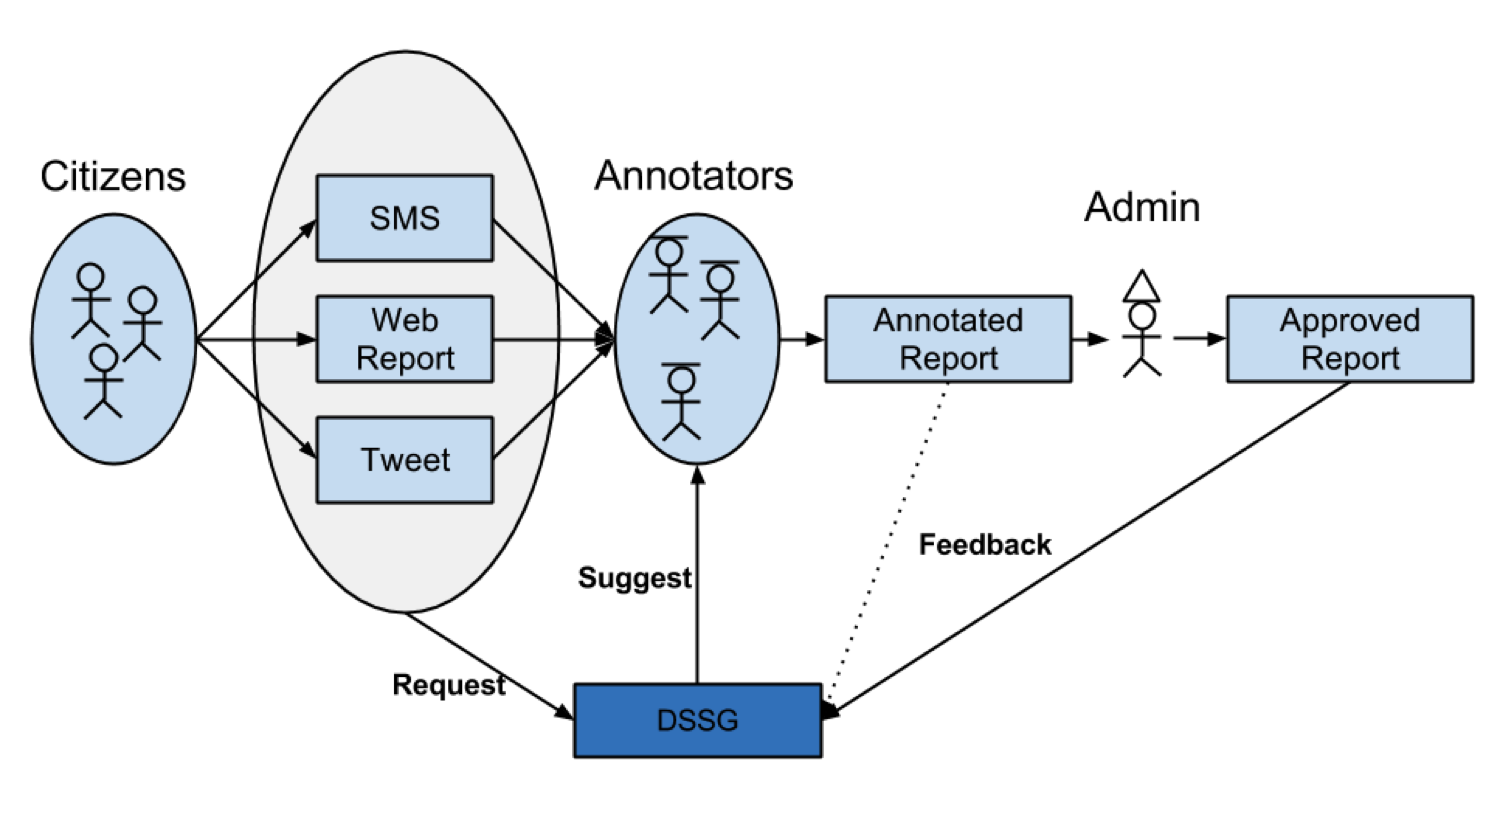 Citizens
SMS
Web
Report
Tweet
Annotators
Annotated
Report
Admin
Approved
Report
Request
Suggest
Feedback
DSSG